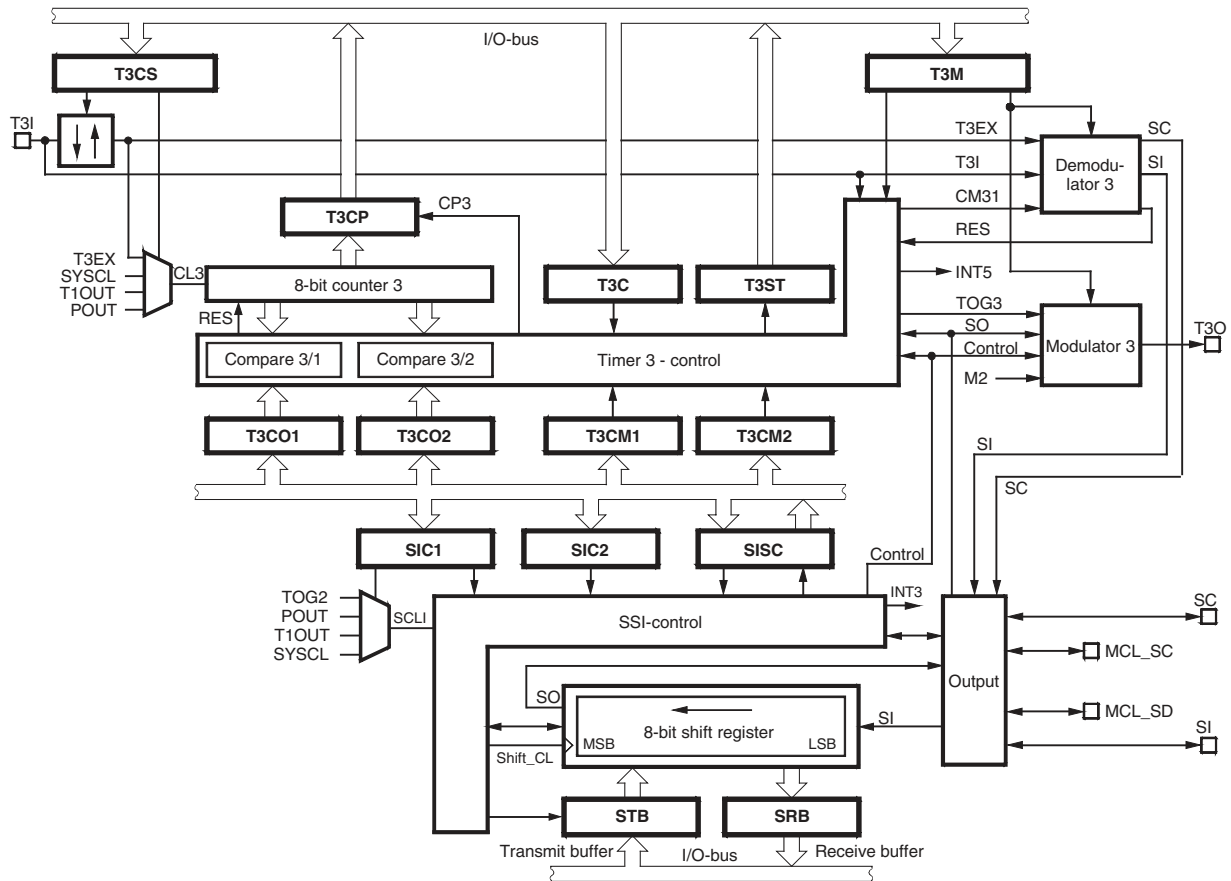 I/O-bus
T3CS
T3M
T3I
T3EX
SC
T3I
SI
Demodu-
lator 3
CM31
T3CP
CP3
RES
T3EX
SYSCL
T1OUT
POUT
CL3
8-bit counter 3
T3C
T3ST
INT5
RES
TOG3
SO
Control
M2
Modulator 3
T3O
Compare 3/1
Compare 3/2
Timer 3 - control
T3CO1
T3CO2
T3CM1
T3CM2
SI
SC
SIC1
SIC2
SISC
Control
TOG2
POUT
T1OUT
SYSCL
SCLI
SSI-control
INT3
SC
MCL_SC
Output
MCL_SD
SI
SO
8-bit shift register
MSB
LSB
SI
Shift_CL
STB
SRB
Transmit buffer
I/O-bus
Receive buffer